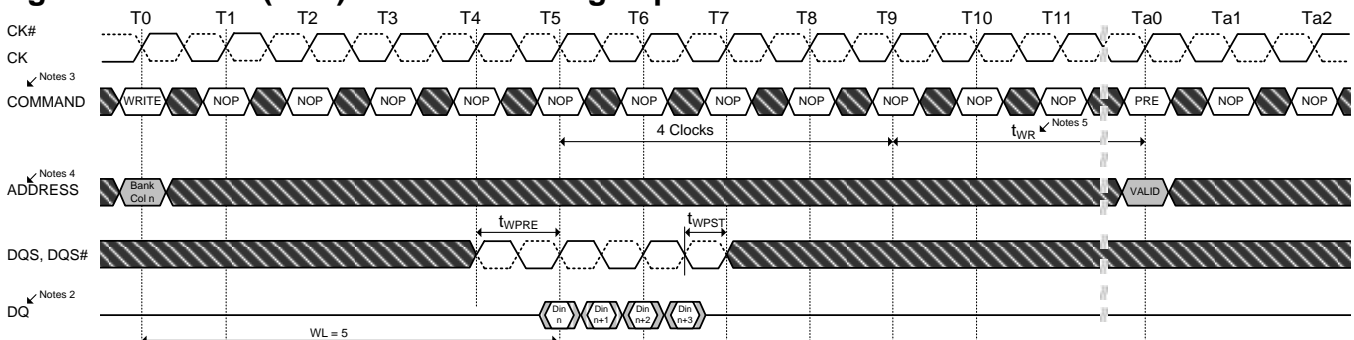 T0 T1 T2 T3 T4 T5 T6 T7 T8 T9 T10 T11 Ta0 Ta1 Ta2
CK#
CK
Notes 3
COMMAND WRITE NOP NOP NOP NOP NOP NOP NOP NOP NOP NOP NOP PRE NOP NOP
4 Clocks tWR Notes 5
Notes 4
ADDRESS Bank Col n VALID
tWPRE tWPST
DQS, DQS#
Notes 2
DQ Din n Din n+1 Din n+2 Din n+3
WL = 5